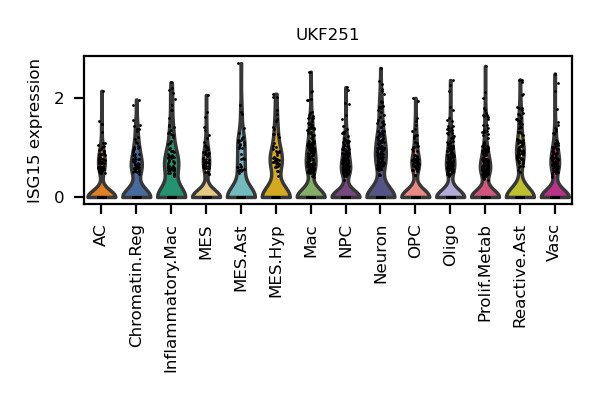 UKF251
ISG15 expression
2
0
AC
Chromatin.Reg
Inflammatory.Mac
MES
MES.Ast
MES.Hyp
Mac
NPC
Neuron
OPC
Oligo
Prolif.Metab
Reactive.Ast
Vasc